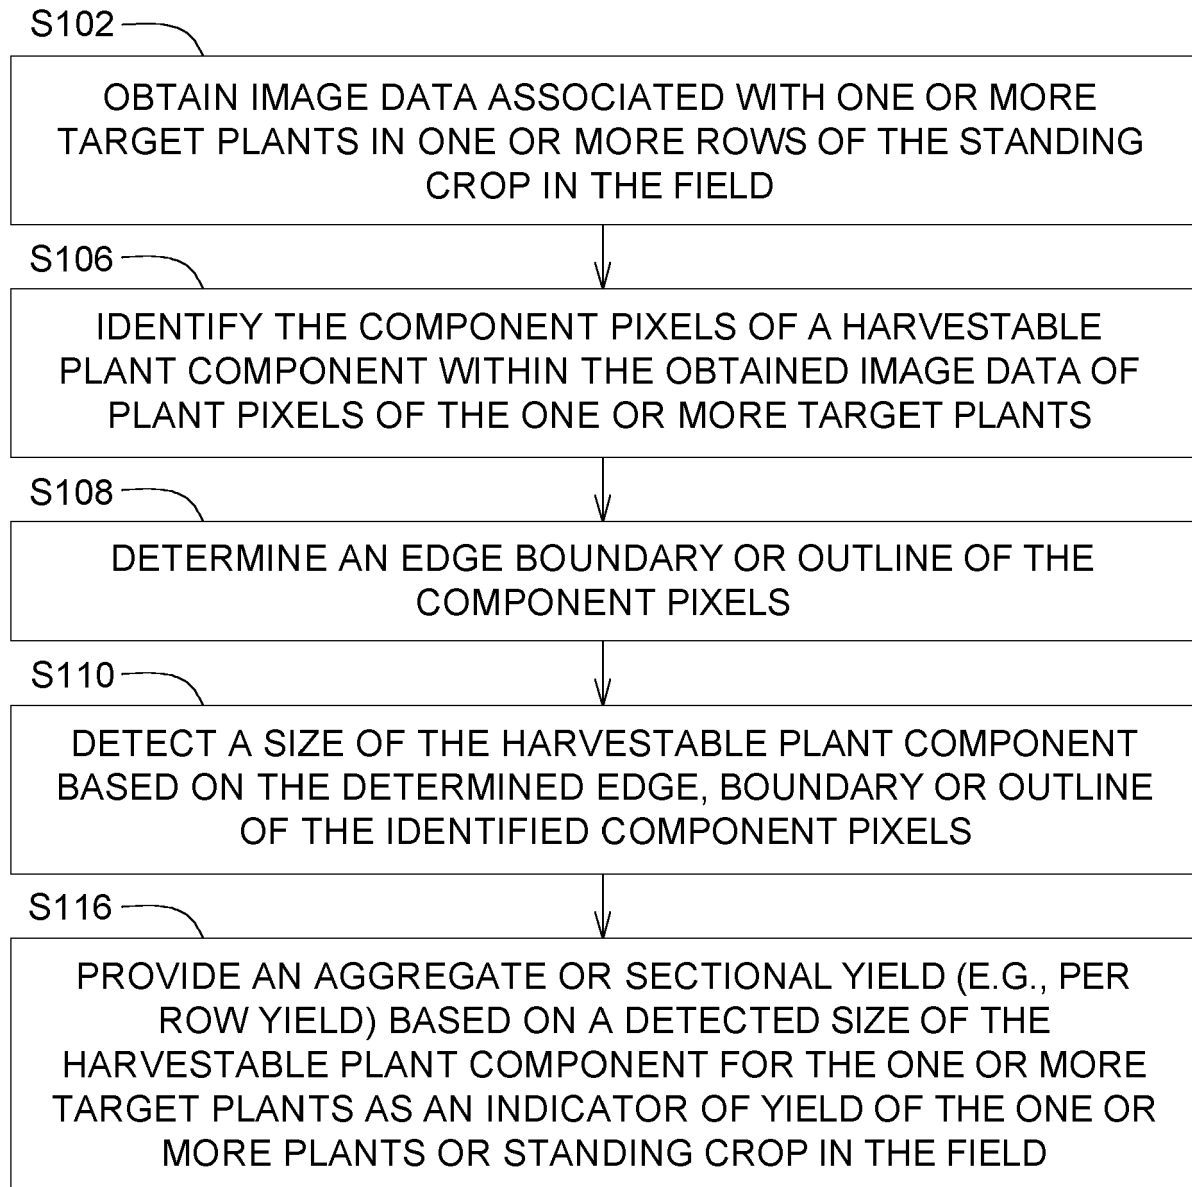 S102
OBTAIN IMAGE DATA ASSOCIATED WITH ONE OR MORE
TARGET PLANTS IN ONE OR MORE ROWS OF THE STANDING
CROP IN THE FIELD
S106
IDENTIFY THE COMPONENT PIXELS OF A HARVESTABLE
PLANT COMPONENT WITHIN THE OBTAINED IMAGE DATA OF
PLANT PIXELS OF THE ONE OR MORE TARGET PLANTS
S108
DETERMINE AN EDGE BOUNDARY OR OUTLINE OF THE
COMPONENT PIXELS
S110
DETECT A SIZE OF THE HARVESTABLE PLANT COMPONENT
BASED ON THE DETERMINED EDGE, BOUNDARY OR OUTLINE
OF THE IDENTIFIED COMPONENT PIXELS
S116
PROVIDE AN AGGREGATE OR SECTIONAL YIELD (E.G., PER
ROW YIELD) BASED ON A DETECTED SIZE OF THE
HARVESTABLE PLANT COMPONENT FOR THE ONE OR MORE
TARGET PLANTS AS AN INDICATOR OF YIELD OF THE ONE OR
MORE PLANTS OR STANDING CROP IN THE FIELD